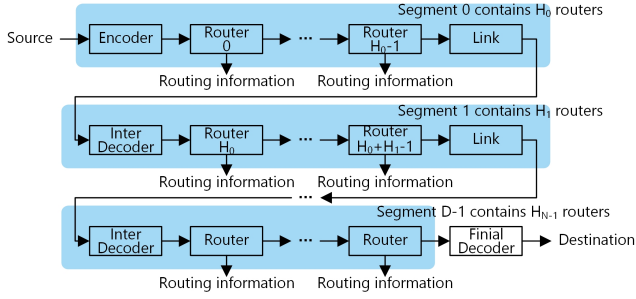 Segment 0 contains H0 routers
Source
Encoder
Router
0
...
Router
H0-1
Link
Routing information
Routing information
Segment 1 contains H1 routers
Inter
Decoder
Router
H0
...
Router
H0+H1-1
Link
Routing information
Routing information
...
Segment D-1 contains HN-1 routers
Inter
Decoder
Router
...
Router
Finial
Decoder
Destination
Routing information
Routing information